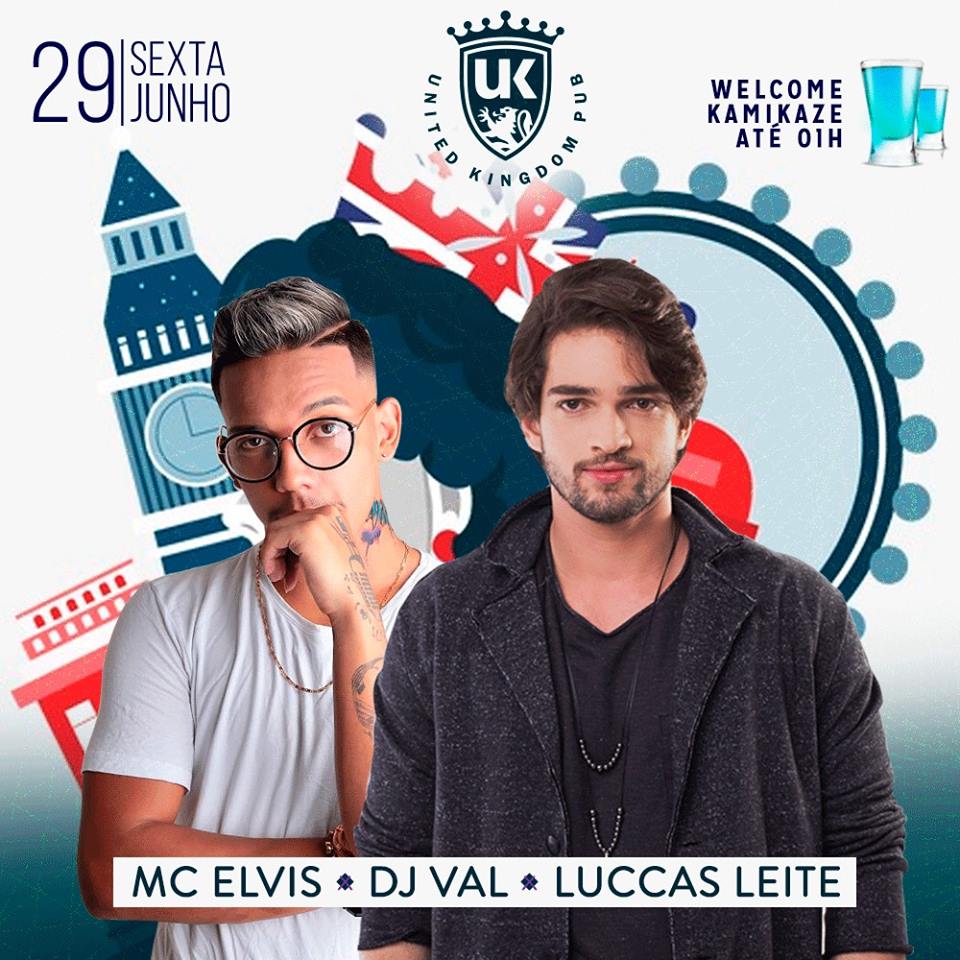 29 SEXTA
JUNHO
UK
UNITED KINGDOM PUB
WELCOME
KAMIKAZE
ATÉ 01H
MC ELVIS DJ VAL LUCCAS LEITE